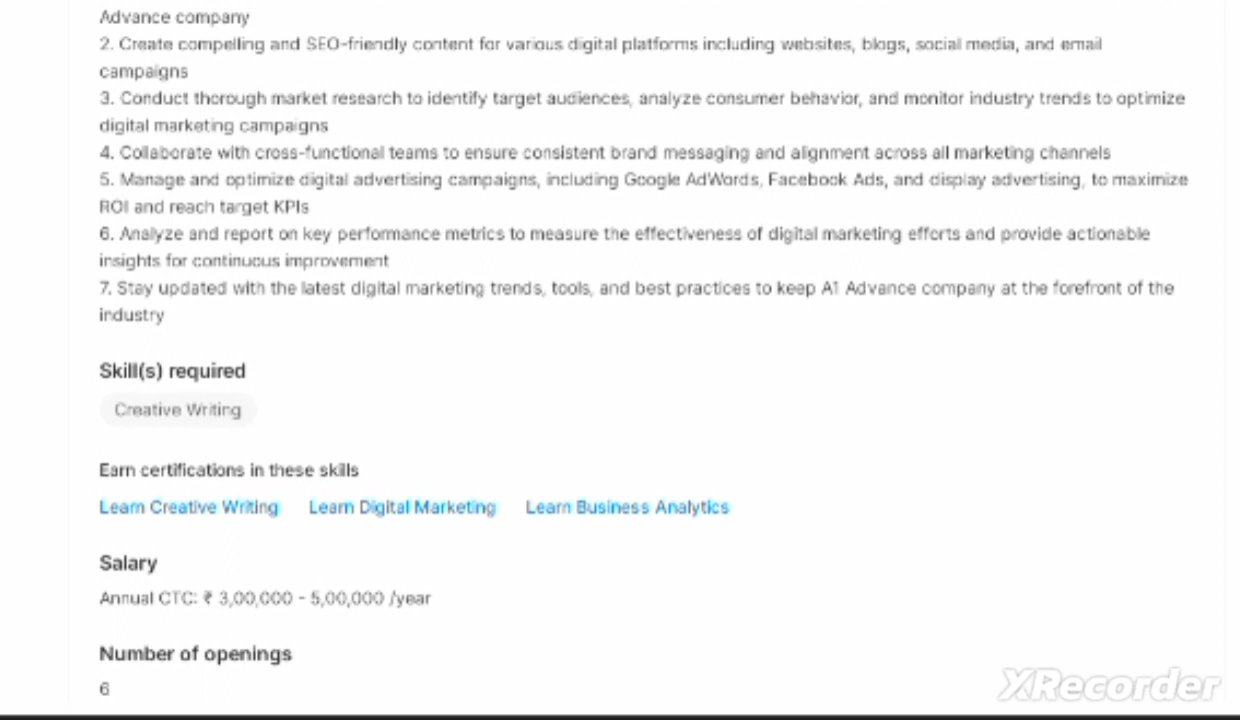 Advance company
2. Create compelling and SEO-friendly content for various digital platforms including websites, blogs, social media, and email
campaigns
3. Conduct thorough market research to identify target audiences, analyze consumer behavior, and monitor industry trends to optimize
digital marketing campaigns
4. Collaborate with cross-functional teams to ensure consistent brand messaging and alignment across all marketing channels
5. Manage and optimize digital advertising campaigns, including Google AdWords, Facebook Ads, and display advertising, to maximize
ROI and reach target KPIs
6. Analyze and report on key performance metrics to measure the effectiveness of digital marketing efforts and provide actionable
insights for continuous improvement
7. Stay updated with the latest digital marketing trends, tools, and best practices to keep A1 Advance company at the forefront of the
industry
Skill(s) required
Creative Writing
Earn certifications in these skills
Learn Creative Writing Learn Digital Marketing Learn Business Analytics
Salary
Annual CTC: ₹ 3,00,000 - 5,00,000 /year
Number of openings
6
XRecorder